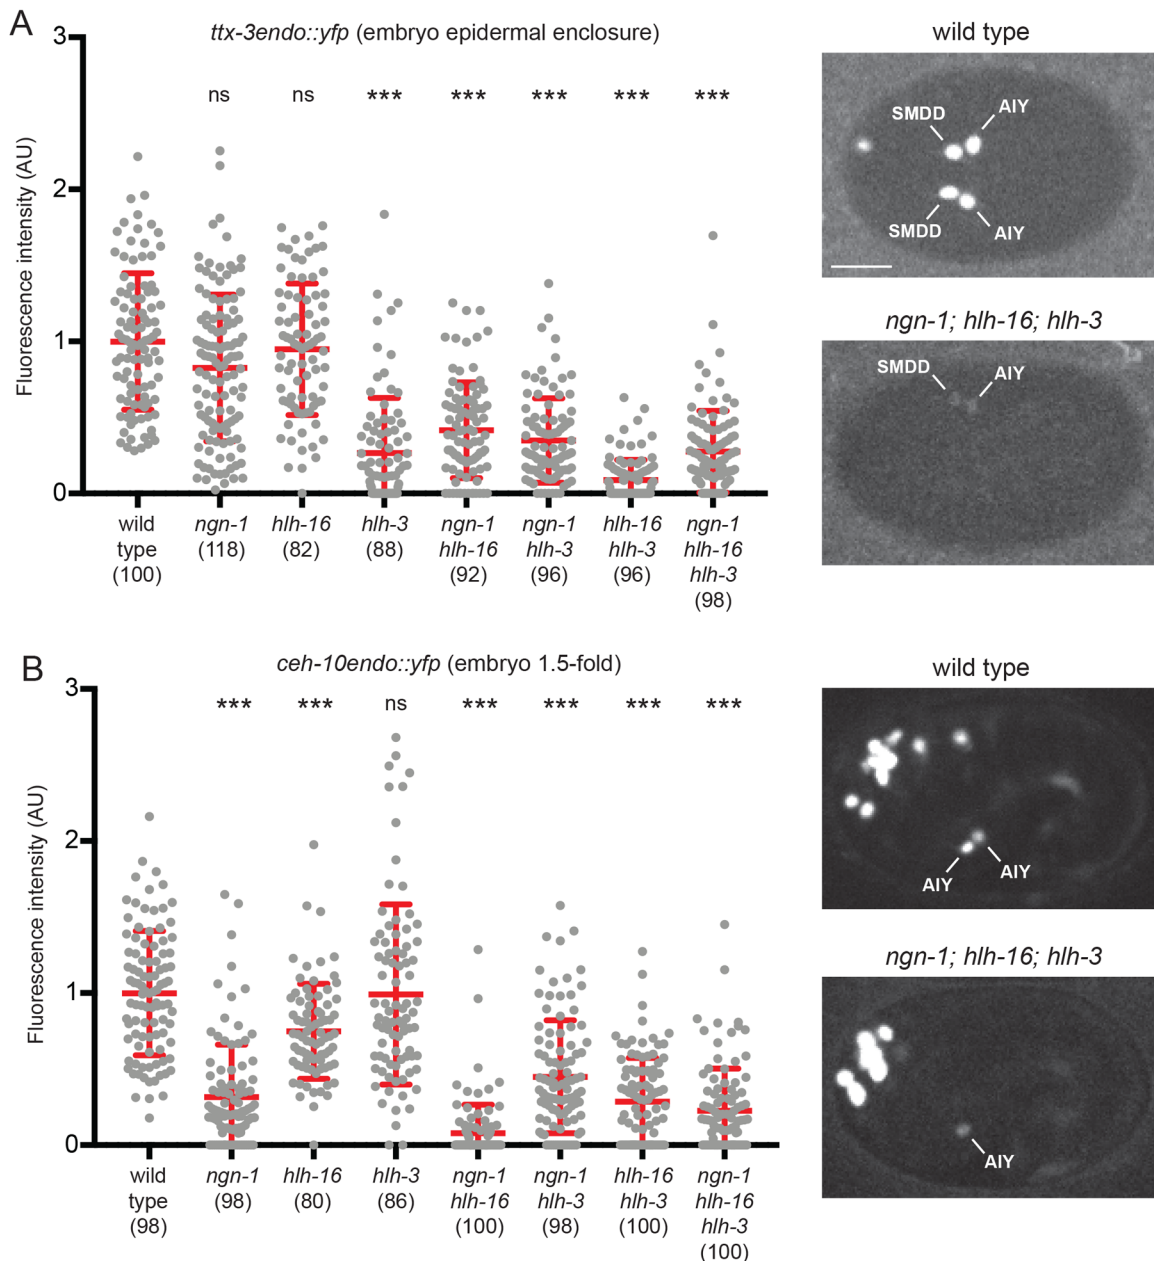 A
ttx-3endo::yfp (embryo epidermal enclosure)
3
2
1
0
Fluorescence intensity (AU)
ns
ns
***
***
***
***
***
wild type (100)
ngn-1 (118)
hlh-16 (82)
hlh-3 (88)
ngn-1 hlh-16 (92)
ngn-1 hlh-3 (96)
hlh-16 hlh-3 (96)
ngn-1 hlh-16 hlh-3 (98)
wild type
SMDD
AIY
SMDD
AIY
ngn-1; hlh-16; hlh-3
SMDD
AIY
B
ceh-10endo::yfp (embryo 1.5-fold)
3
2
1
0
Fluorescence intensity (AU)
***
***
ns
***
***
***
***
wild type (98)
ngn-1 (98)
hlh-16 (80)
hlh-3 (86)
ngn-1 hlh-16 (100)
ngn-1 hlh-3 (98)
hlh-16 hlh-3 (100)
ngn-1 hlh-16 hlh-3 (100)
wild type
AIY
AIY
ngn-1; hlh-16; hlh-3
AIY